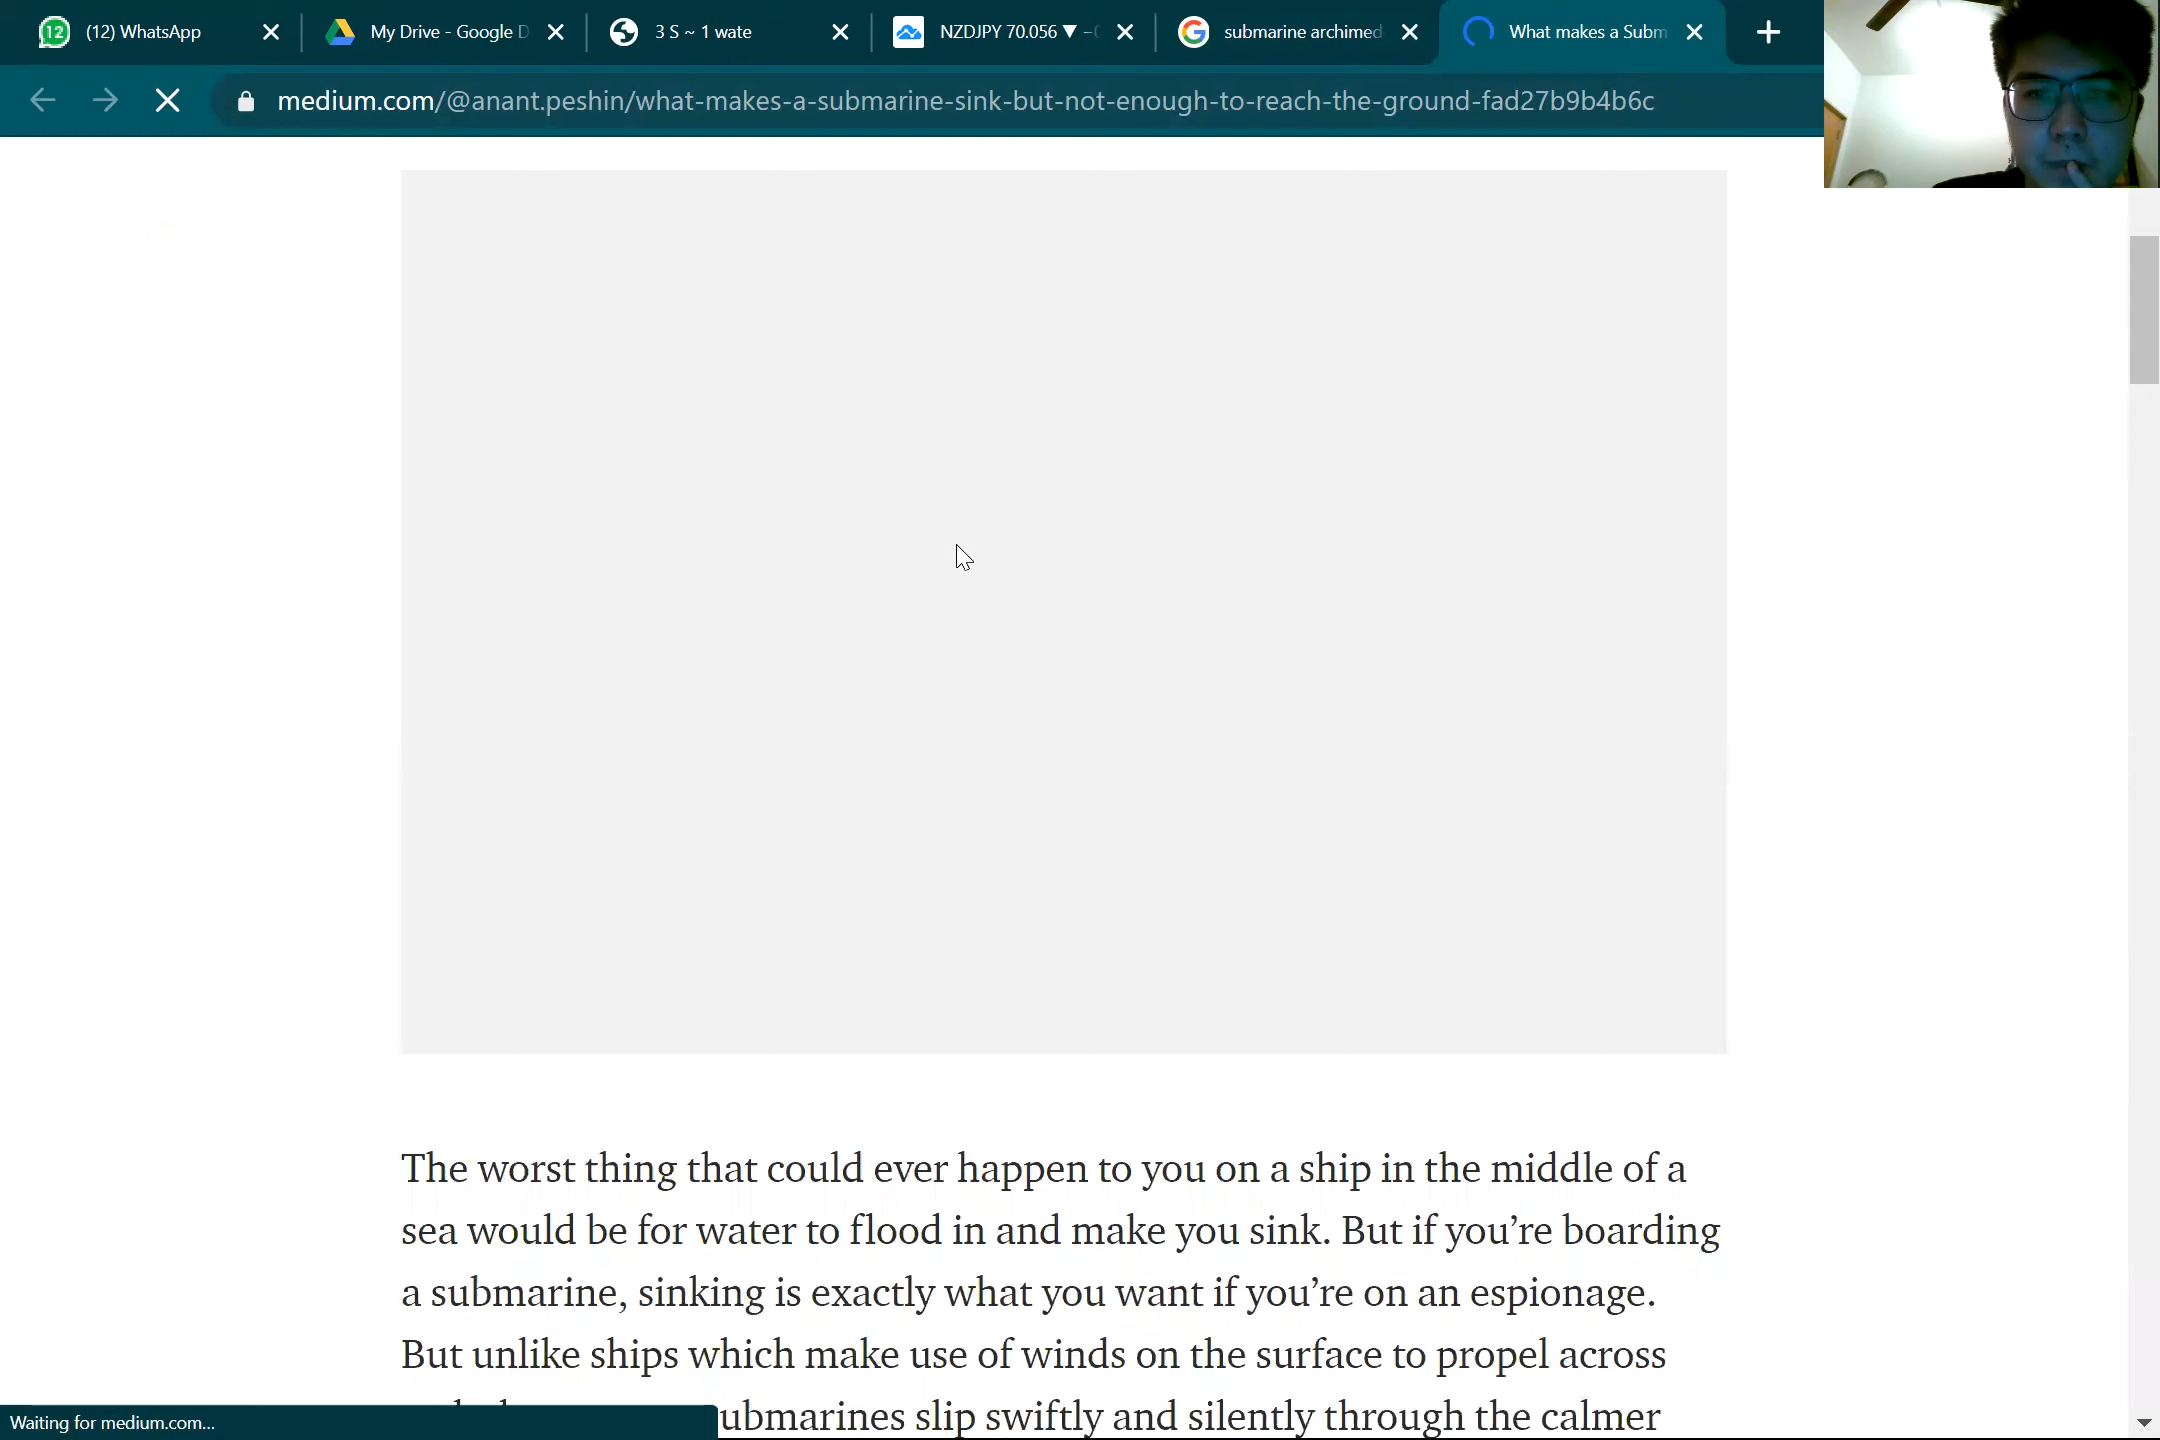 12
(12) WhatsApp
My Drive - Google D
3 S ~ 1 wate
NZDJPY 70.056 ▼ −
submarine archimed
What makes a Subm
medium.com/@anant.peshin/what-makes-a-submarine-sink-but-not-enough-to-reach-the-ground-fad27b9b4b6c
The worst thing that could ever happen to you on a ship in the middle of a
sea would be for water to flood in and make you sink. But if you’re boarding
a submarine, sinking is exactly what you want if you’re on an espionage.
But unlike ships which make use of winds on the surface to propel across
ubmarines slip swiftly and silently through the calmer
Waiting for medium.com...